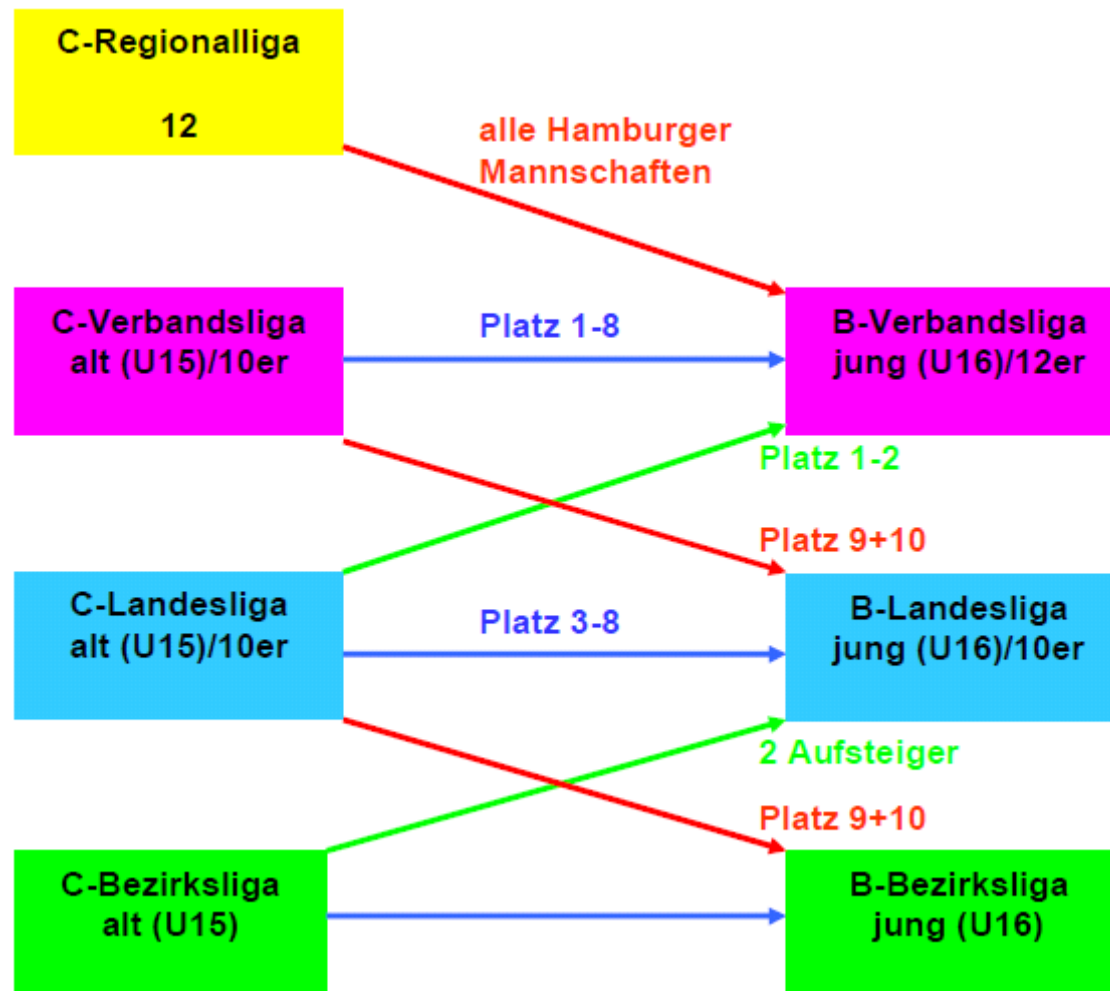 C-Regionalliga
12
alle Hamburger
Mannschaften
C-Verbandsliga
alt (U15)/10er
Platz 1-8
B-Verbandsliga
jung (U16)/12er
Platz 1-2
Platz 9+10
C-Landesliga
alt (U15)/10er
Platz 3-8
B-Landesliga
jung (U16)/10er
2 Aufsteiger
Platz 9+10
C-Bezirksliga
alt (U15)
B-Bezirksliga
jung (U16)